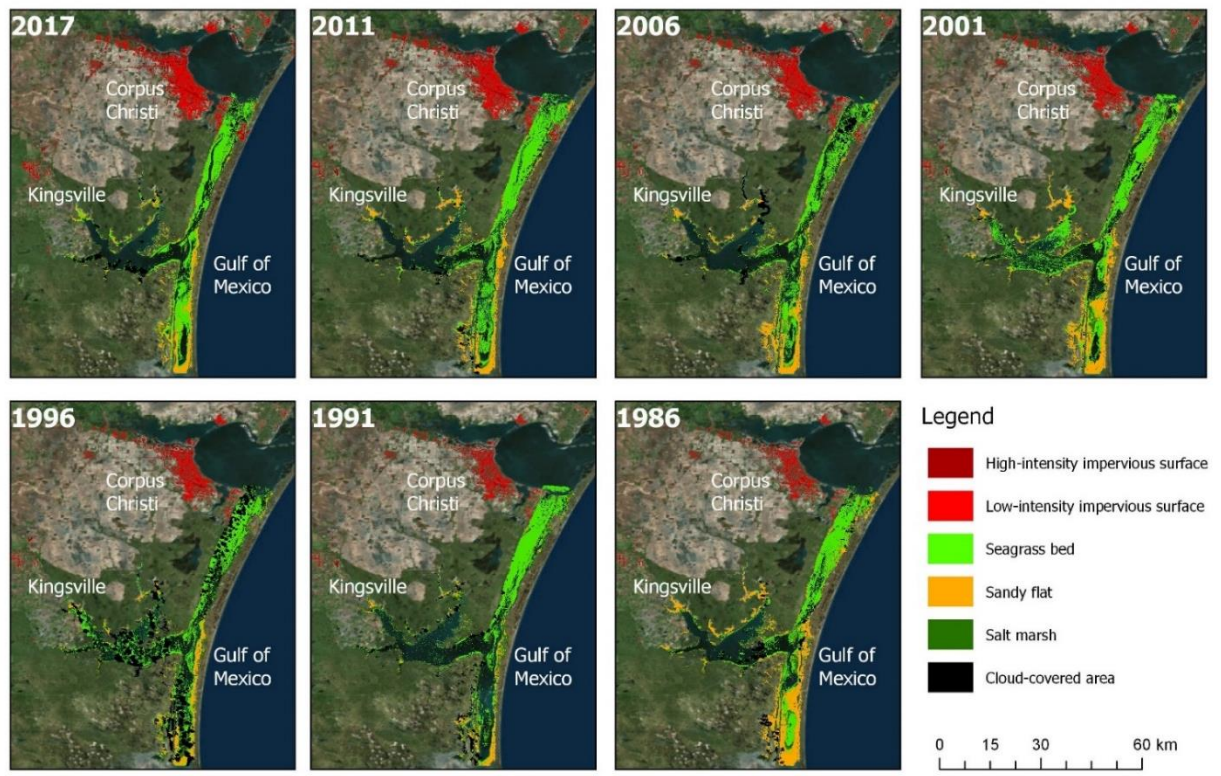 2017
Corpus
Christi
Kingsville
Gulf of
Mexico
2011
Corpus
Christi
Kingsville
Gulf of
Mexico
2006
Corpus
Christi
Kingsville
Gulf of
Mexico
2001
Corpus
Christi
Kingsville
Gulf of
Mexico
1996
Corpus
Christi
Kingsville
Gulf of
Mexico
1991
Corpus
Christi
Kingsville
Gulf of
Mexico
1986
Corpus
Christi
Kingsville
Gulf of
Mexico
Legend
High-intensity impervious surface
Low-intensity impervious surface
Seagrass bed
Sandy flat
Salt marsh
Cloud-covered area
0 15 30 60 km